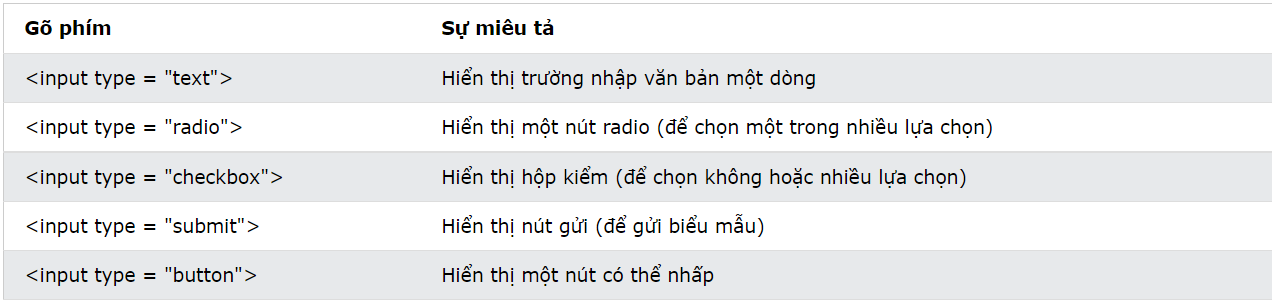 Gõ phím Sự miêu tả
<input type = "text"> Hiển thị trường nhập văn bản một dòng
<input type = "radio"> Hiển thị một nút radio (để chọn một trong nhiều lựa chọn)
<input type = "checkbox"> Hiển thị hộp kiểm (để chọn không hoặc nhiều lựa chọn)
<input type = "submit"> Hiển thị nút gửi (để gửi biểu mẫu)
<input type = "button"> Hiển thị một nút có thể nhấp